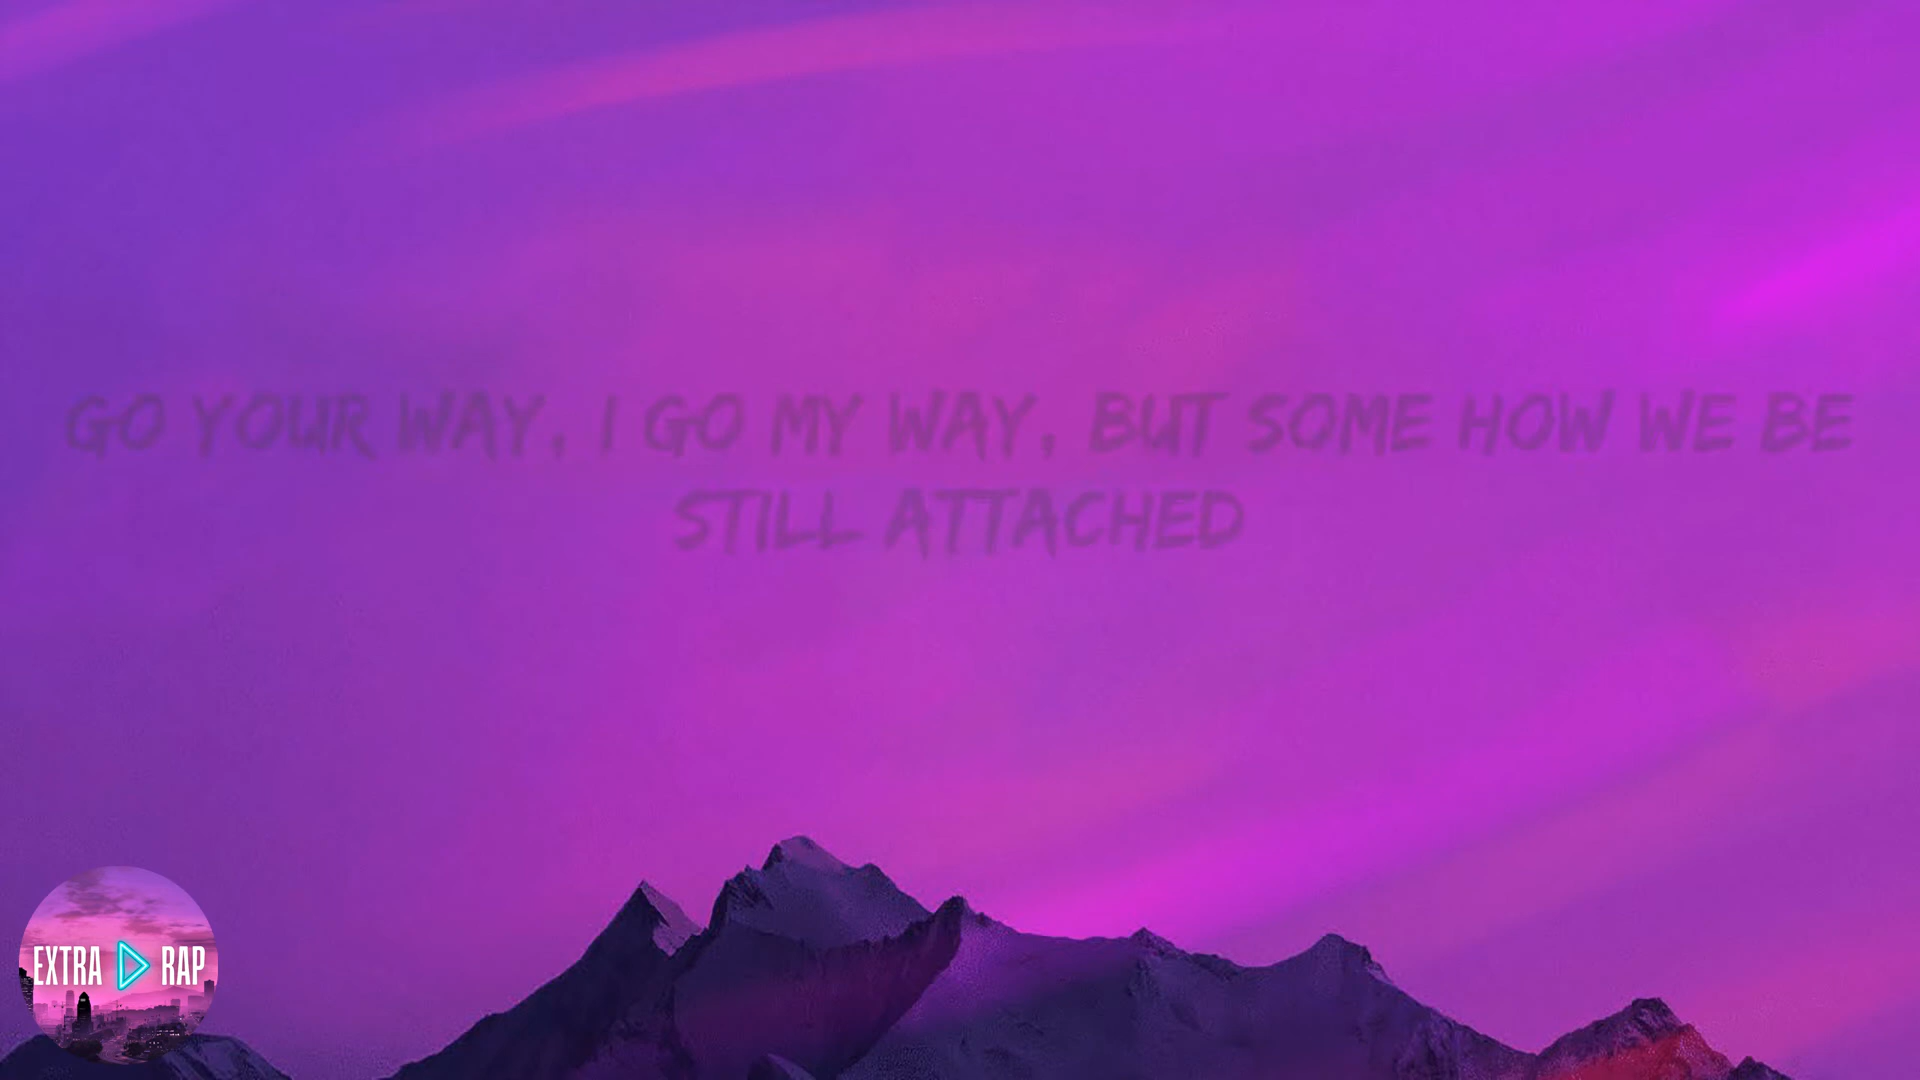 GO YOUR WAY, I GO MY WAY, BUT SOME HOW WE BE
STILL ATTACHED
EXTRA RAP